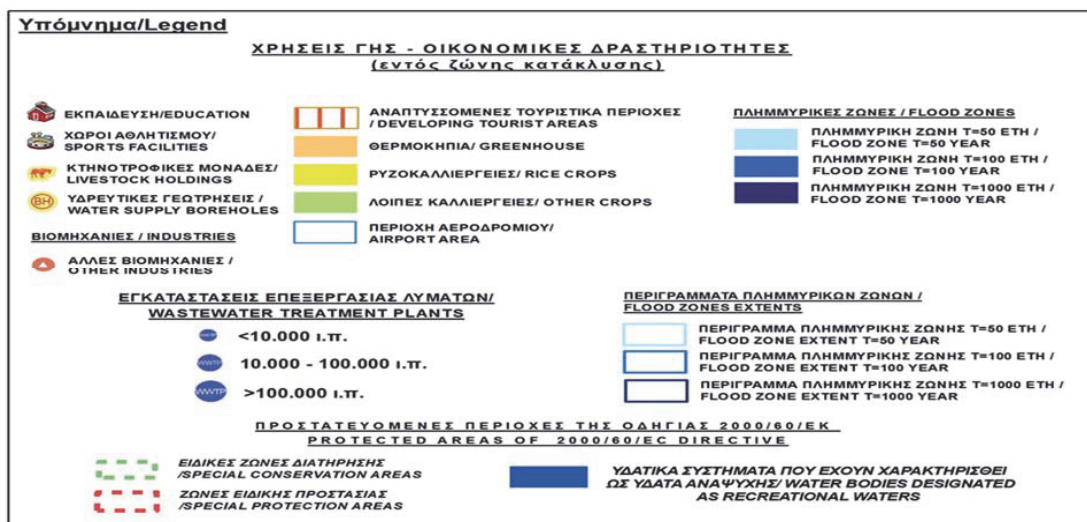 Υπόμνημα/Legend
ΧΡΗΣΕΙΣ ΓΗΣ - ΟΙΚΟΝΟΜΙΚΕΣ ΔΡΑΣΤΗΡΙΟΤΗΤΕΣ
(εντός ζώνης κατάκλυσης)
ΕΚΠΑΙΔΕΥΣΗ/EDUCATION
ΧΩΡΟΙ ΑΘΛΗΤΙΣΜΟΥ/
SPORTS FACILITIES
ΚΤΗΝΟΤΡΟΦΙΚΕΣ ΜΟΝΑΔΕΣ/
LIVESTOCK HOLDINGS
BH
ΥΔΡΕΥΤΙΚΕΣ ΓΕΩΤΡΗΣΕΙΣ /
WATER SUPPLY BOREHOLES
ΒΙΟΜΗΧΑΝΙΕΣ / INDUSTRIES
ΑΛΛΕΣ ΒΙΟΜΗΧΑΝΙΕΣ /
OTHER INDUSTRIES
ΑΝΑΠΤΥΣΣΟΜΕΝΕΣ ΤΟΥΡΙΣΤΙΚΑ ΠΕΡΙΟΧΕΣ
/ DEVELOPING TOURIST AREAS
ΘΕΡΜΟΚΗΠΙΑ/ GREENHOUSE
ΡΥΖΟΚΑΛΛΙΕΡΓΕΙΕΣ/ RICE CROPS
ΛΟΙΠΕΣ ΚΑΛΛΙΕΡΓΕΙΕΣ/ OTHER CROPS
ΠΕΡΙΟΧΗ ΑΕΡΟΔΡΟΜΙΟΥ/
AIRPORT AREA
ΠΛΗΜΜΥΡΙΚΕΣ ΖΩΝΕΣ / FLOOD ZONES
ΠΛΗΜΜΥΡΙΚΗ ΖΩΝΗ T=50 ΕΤΗ /
FLOOD ZONE T=50 YEAR
ΠΛΗΜΜΥΡΙΚΗ ΖΩΝΗ T=100 ΕΤΗ /
FLOOD ZONE T=100 YEAR
ΠΛΗΜΜΥΡΙΚΗ ΖΩΝΗ T=1000 ΕΤΗ /
FLOOD ZONE T=1000 YEAR
ΕΓΚΑΤΑΣΤΑΣΕΙΣ ΕΠΕΞΕΡΓΑΣΙΑΣ ΛΥΜΑΤΩΝ/
WASTEWATER TREATMENT PLANTS
<10.000 ι.π.
WWTP
10.000 - 100.000 ι.π.
WWTP
>100.000 ι.π.
ΠΕΡΙΓΡΑΜΜΑΤΑ ΠΛΗΜΜΥΡΙΚΩΝ ΖΩΝΩΝ /
FLOOD ZONES EXTENTS
ΠΕΡΙΓΡΑΜΜΑ ΠΛΗΜΜΥΡΙΚΗΣ ΖΩΝΗΣ T=50 ΕΤΗ /
FLOOD ZONE EXTENT T=50 YEAR
ΠΕΡΙΓΡΑΜΜΑ ΠΛΗΜΜΥΡΙΚΗΣ ΖΩΝΗΣ T=100 ΕΤΗ /
FLOOD ZONE EXTENT T=100 YEAR
ΠΕΡΙΓΡΑΜΜΑ ΠΛΗΜΜΥΡΙΚΗΣ ΖΩΝΗΣ T=1000 ΕΤΗ /
FLOOD ZONE EXTENT T=1000 YEAR
ΠΡΟΣΤΑΤΕΥΟΜΕΝΕΣ ΠΕΡΙΟΧΕΣ ΤΗΣ ΟΔΗΓΙΑΣ 2000/60/ΕΚ
PROTECTED AREAS OF 2000/60/EC DIRECTIVE
ΕΙΔΙΚΕΣ ΖΩΝΕΣ ΔΙΑΤΗΡΗΣΗΣ
/SPECIAL CONSERVATION AREAS
ΖΩΝΕΣ ΕΙΔΙΚΗΣ ΠΡΟΣΤΑΣΙΑΣ
/SPECIAL PROTECTION AREAS
ΥΔΑΤΙΚΑ ΣΥΣΤΗΜΑΤΑ ΠΟΥ ΕΧΟΥΝ ΧΑΡΑΚΤΗΡΙΣΘΕΙ
ΩΣ ΥΔΑΤΑ ΑΝΑΨΥΧΗΣ/ WATER BODIES DESIGNATED
AS RECREATIONAL WATERS